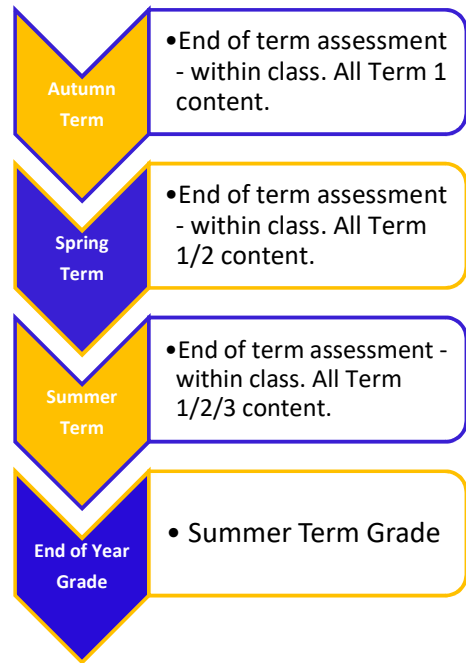 Autumn
Term
•End of term assessment
- within class. All Term 1
content.
Spring
Term
•End of term assessment
- within class. All Term
1/2 content.
Summer
Term
•End of term assessment -
within class. All Term
1/2/3 content.
End of Year
Grade
• Summer Term Grade